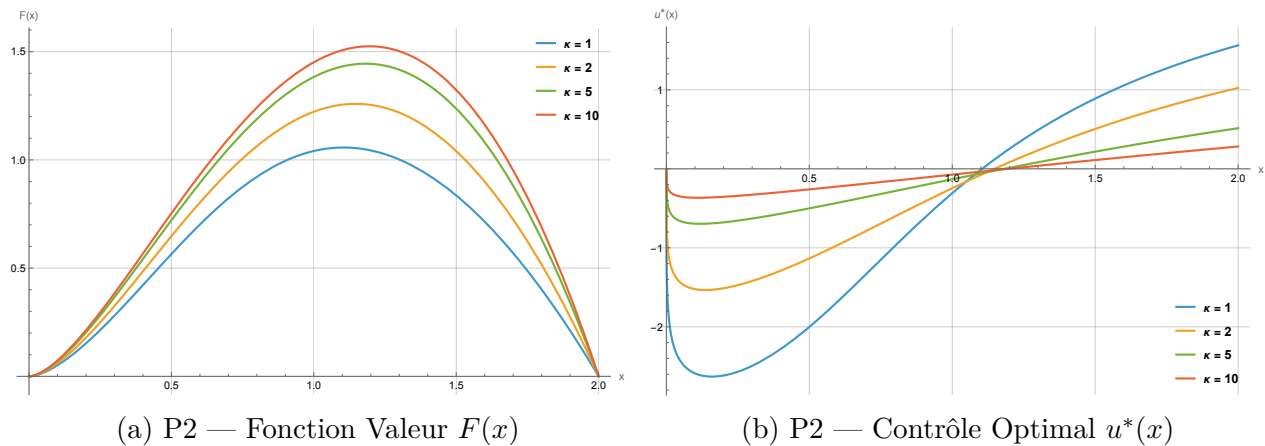 F(x)
1.5
1.0
0.5
0.5
1.0
1.5
2.0
x
κ = 1
κ = 2
κ = 5
κ = 10
(a) P2 — Fonction Valeur F(x)
u*(x)
1
-1
-2
0.5
1.0
1.5
2.0
x
κ = 1
κ = 2
κ = 5
κ = 10
(b) P2 — Contrôle Optimal u*(x)